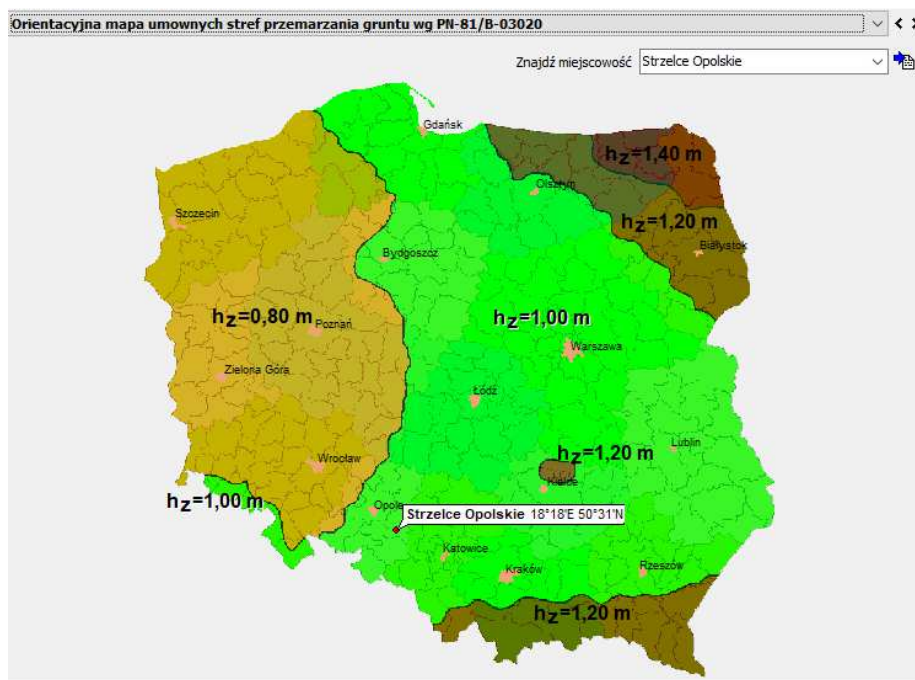 Orientacyjna mapa umownych stref przemarzania gruntu wg PN-81/B-03020
Znajdź miejscowość Strzelce Opolskie
Gdańsk
hz=1,40 m
Olsztyn
Szczecin
hz=1,20 m
Białystok
Bydgoszcz
hz=0,80 m
Poznań
hz=1,00 m
Warszawa
Zielona Góra
Łódź
Lublin
hz=1,20 m
Wrocław
Kielce
hz=1,00 m
Opole
Strzelce Opolskie 18°18'E 50°31'N
Katowice
Kraków
Rzeszów
hz=1,20 m